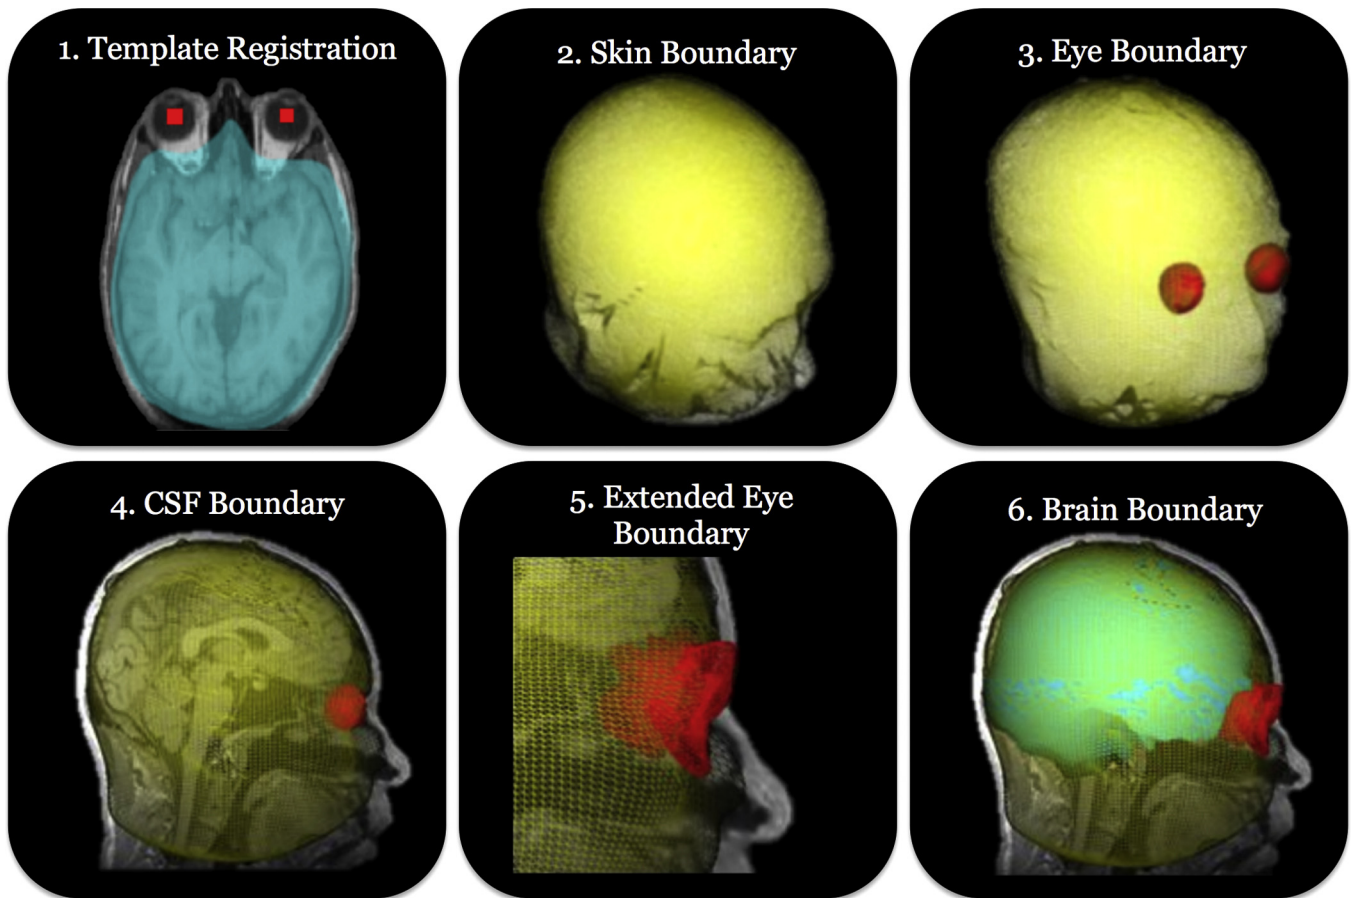 1. Template Registration
2. Skin Boundary
3. Eye Boundary
4. CSF Boundary
5. Extended Eye
Boundary
6. Brain Boundary